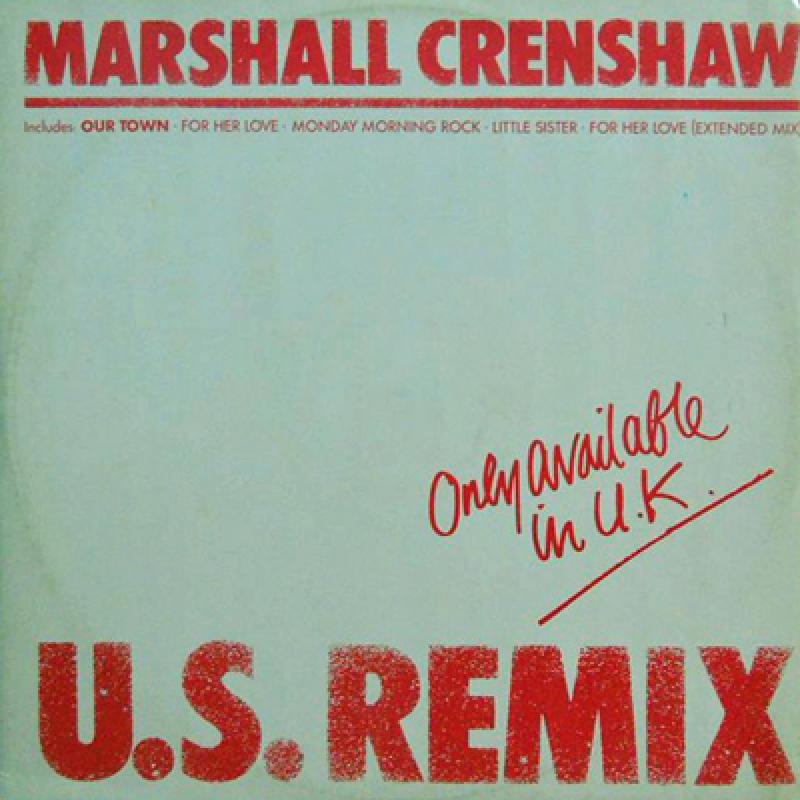 MARSHALL CRENSHAW
Includes OUR TOWN · FOR HER LOVE · MONDAY MORNING ROCK · LITTLE SISTER · FOR HER LOVE (EXTENDED MIX
Only available
in U.K.
U.S. REMIX